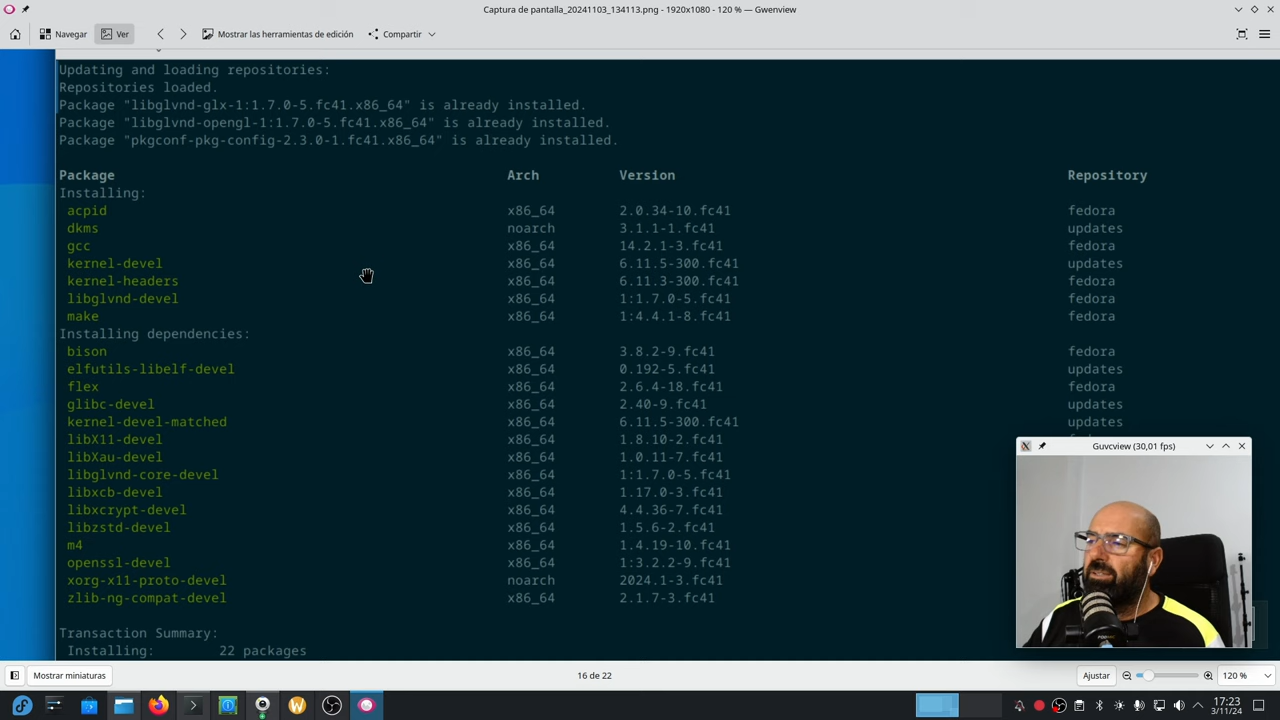 Captura de pantalla_20241103_134113.png - 1920x1080 - 120 % — Gwenview
Navegar Ver Mostrar las herramientas de edición Compartir
Updating and loading repositories:
Repositories loaded.
Package "libglvnd-glx-1:1.7.0-5.fc41.x86_64" is already installed.
Package "libglvnd-opengl-1:1.7.0-5.fc41.x86_64" is already installed.
Package "pkgconf-pkg-config-2.3.0-1.fc41.x86_64" is already installed.
Package Arch Version Repository
Installing:
acpid x86_64 2.0.34-10.fc41 fedora
dkms noarch 3.1.1-1.fc41 updates
gcc x86_64 14.2.1-3.fc41 fedora
kernel-devel x86_64 6.11.5-300.fc41 updates
kernel-headers x86_64 6.11.3-300.fc41 fedora
libglvnd-devel x86_64 1:1.7.0-5.fc41 fedora
make x86_64 1:4.4.1-8.fc41 fedora
Installing dependencies:
bison x86_64 3.8.2-9.fc41 fedora
elfutils-libelf-devel x86_64 0.192-5.fc41 updates
flex x86_64 2.6.4-18.fc41 fedora
glibc-devel x86_64 2.40-9.fc41 updates
kernel-devel-matched x86_64 6.11.5-300.fc41 updates
libX11-devel x86_64 1.8.10-2.fc41
Guvcview (30,01 fps)
libXau-devel x86_64 1.0.11-7.fc41
libglvnd-core-devel x86_64 1:1.7.0-5.fc41
libxcb-devel x86_64 1.17.0-3.fc41
libxcrypt-devel x86_64 4.4.36-7.fc41
libzstd-devel x86_64 1.5.6-2.fc41
m4 x86_64 1.4.19-10.fc41
openssl-devel x86_64 1:3.2.2-9.fc41
xorg-x11-proto-devel noarch 2024.1-3.fc41
zlib-ng-compat-devel x86_64 2.1.7-3.fc41
Transaction Summary:
Installing: 22 packages
Mostrar miniaturas 16 de 22 Ajustar 120 %
17:23
3/11/24